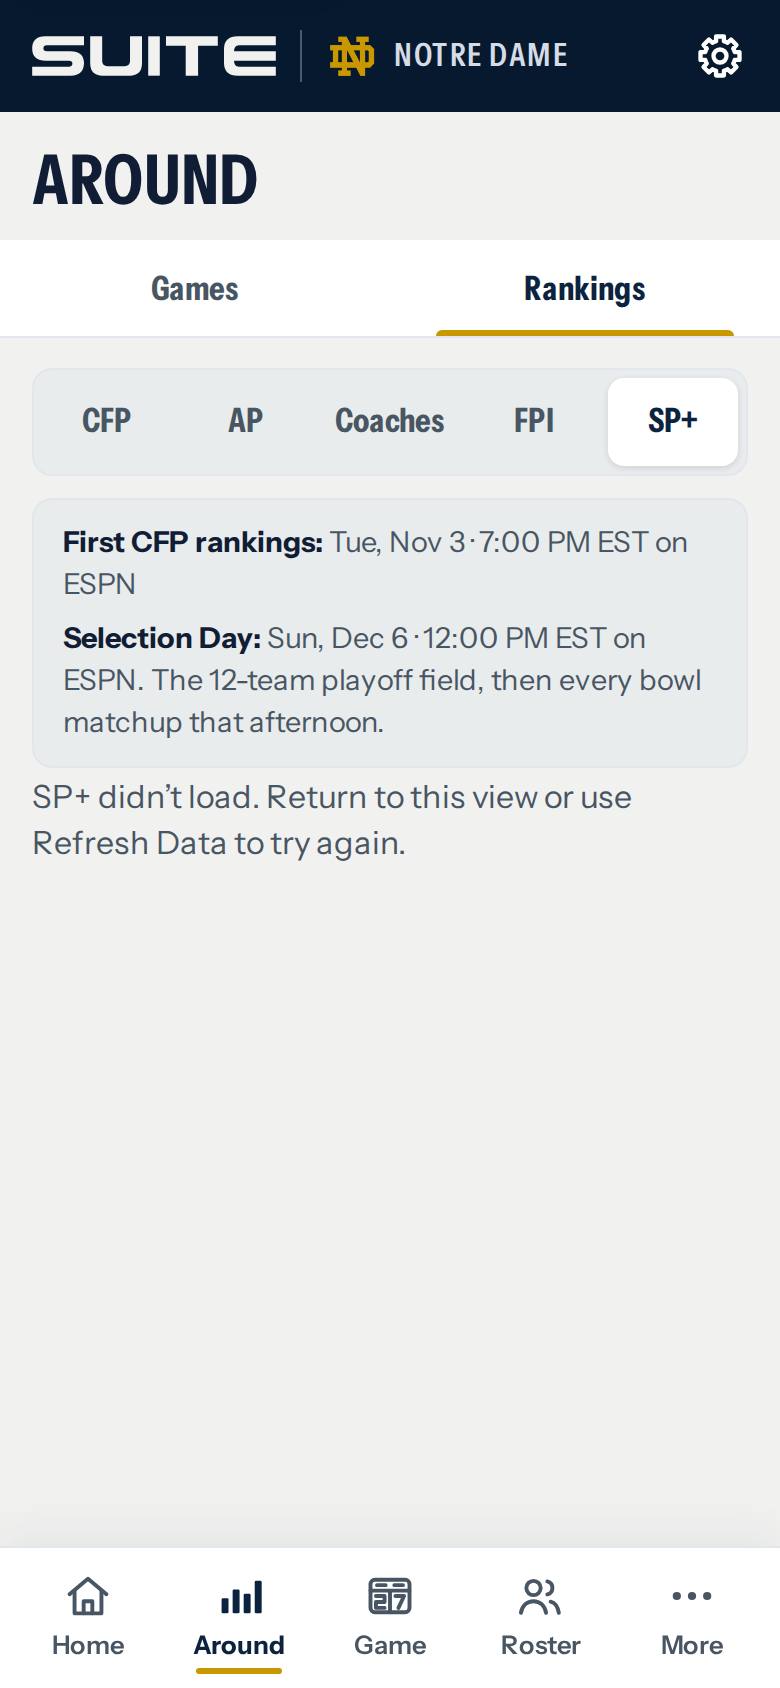 SUITE
NOTRE DAME
AROUND
Games
Rankings
CFP
AP
Coaches
FPI
SP+
First CFP rankings: Tue, Nov 3 · 7:00 PM EST on
ESPN
Selection Day: Sun, Dec 6 · 12:00 PM EST on
ESPN. The 12-team playoff field, then every bowl
matchup that afternoon.
SP+ didn’t load. Return to this view or use
Refresh Data to try again.
27
Home
Around
Game
Roster
More